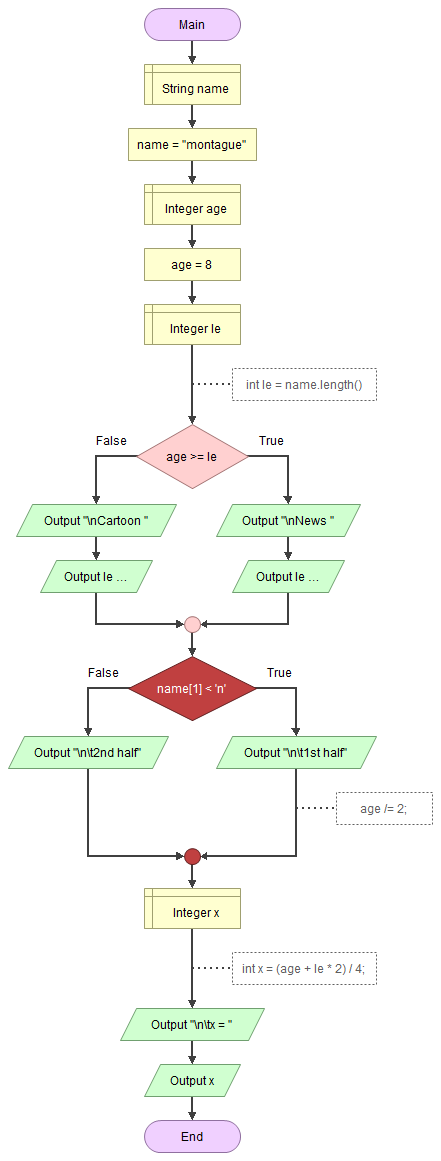 Main
String name
name = "montague"
Integer age
age = 8
Integer le
int le = name.length()
False
True
age >= le
Output "\nCartoon "
Output "\nNews "
Output le ...
Output le ...
False
True
name[1] < 'n'
Output "\n\t2nd half"
Output "\n\t1st half"
age /= 2;
Integer x
int x = (age + le * 2) / 4;
Output "\n\tx = "
Output x
End